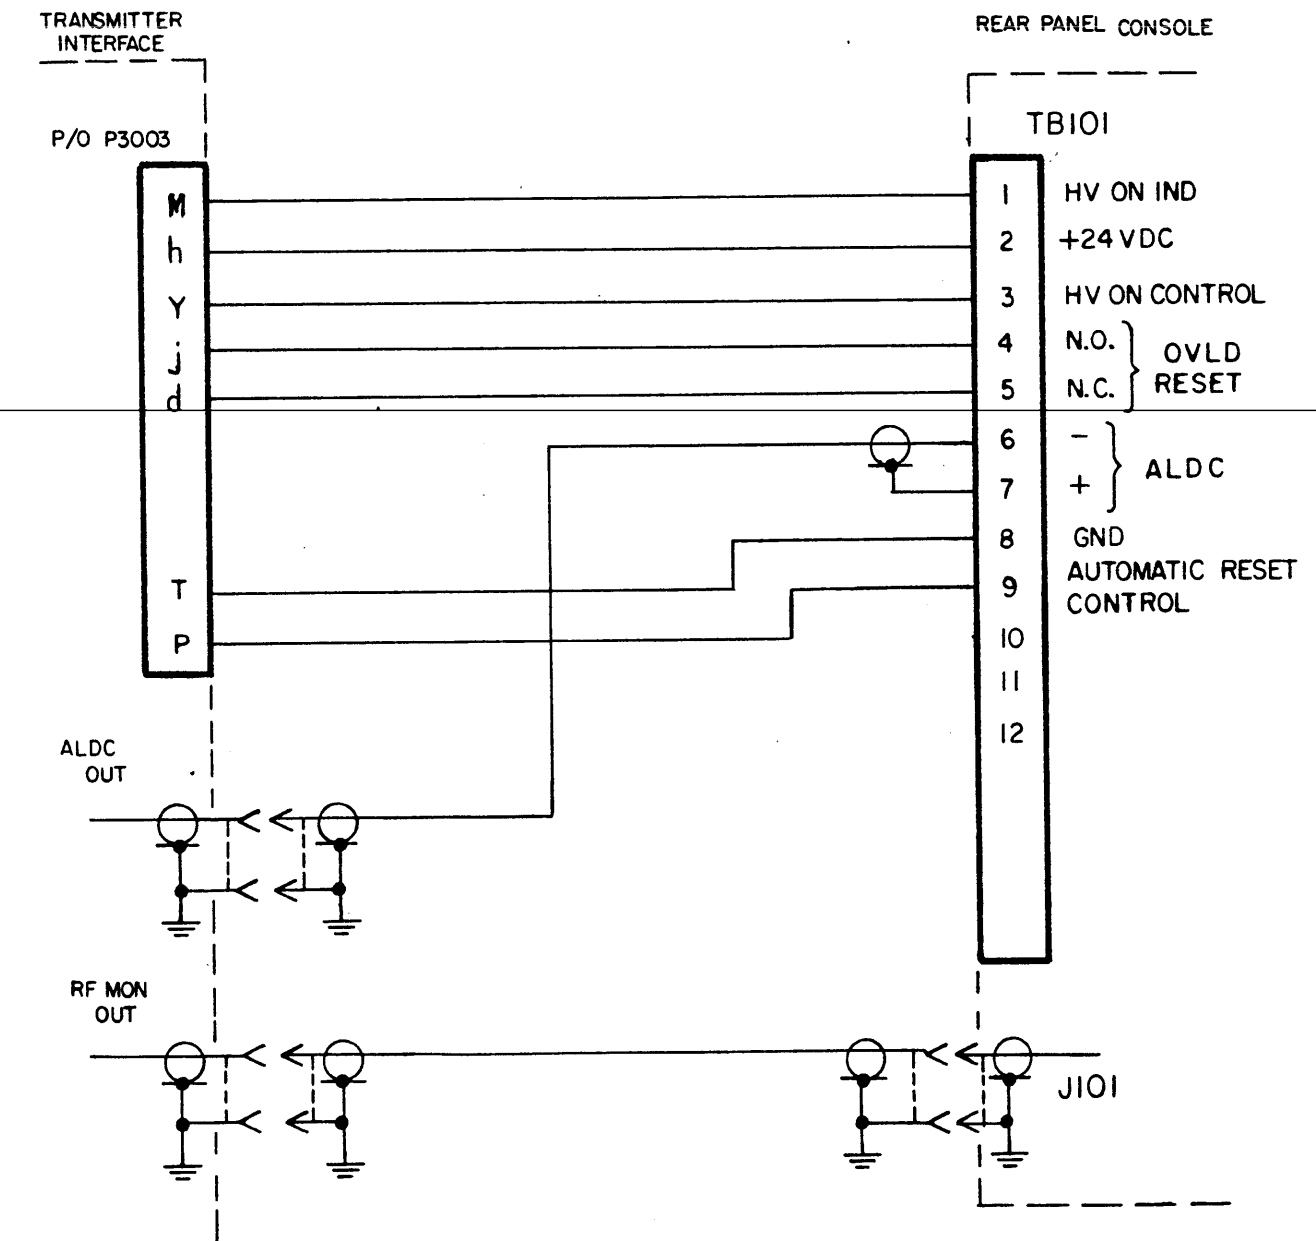 TRANSMITTER
INTERFACE
REAR PANEL CONSOLE
P/O P3003
TB101
M
h
Y
j
d
T
P
1 HV ON IND
2 +24 VDC
3 HV ON CONTROL
4 N.O.
5 N.C.
OVLD
RESET
6 -
7 +
ALDC
8 GND
9 AUTOMATIC RESET
CONTROL
10
11
12
ALDC
OUT
RF MON
OUT
J101